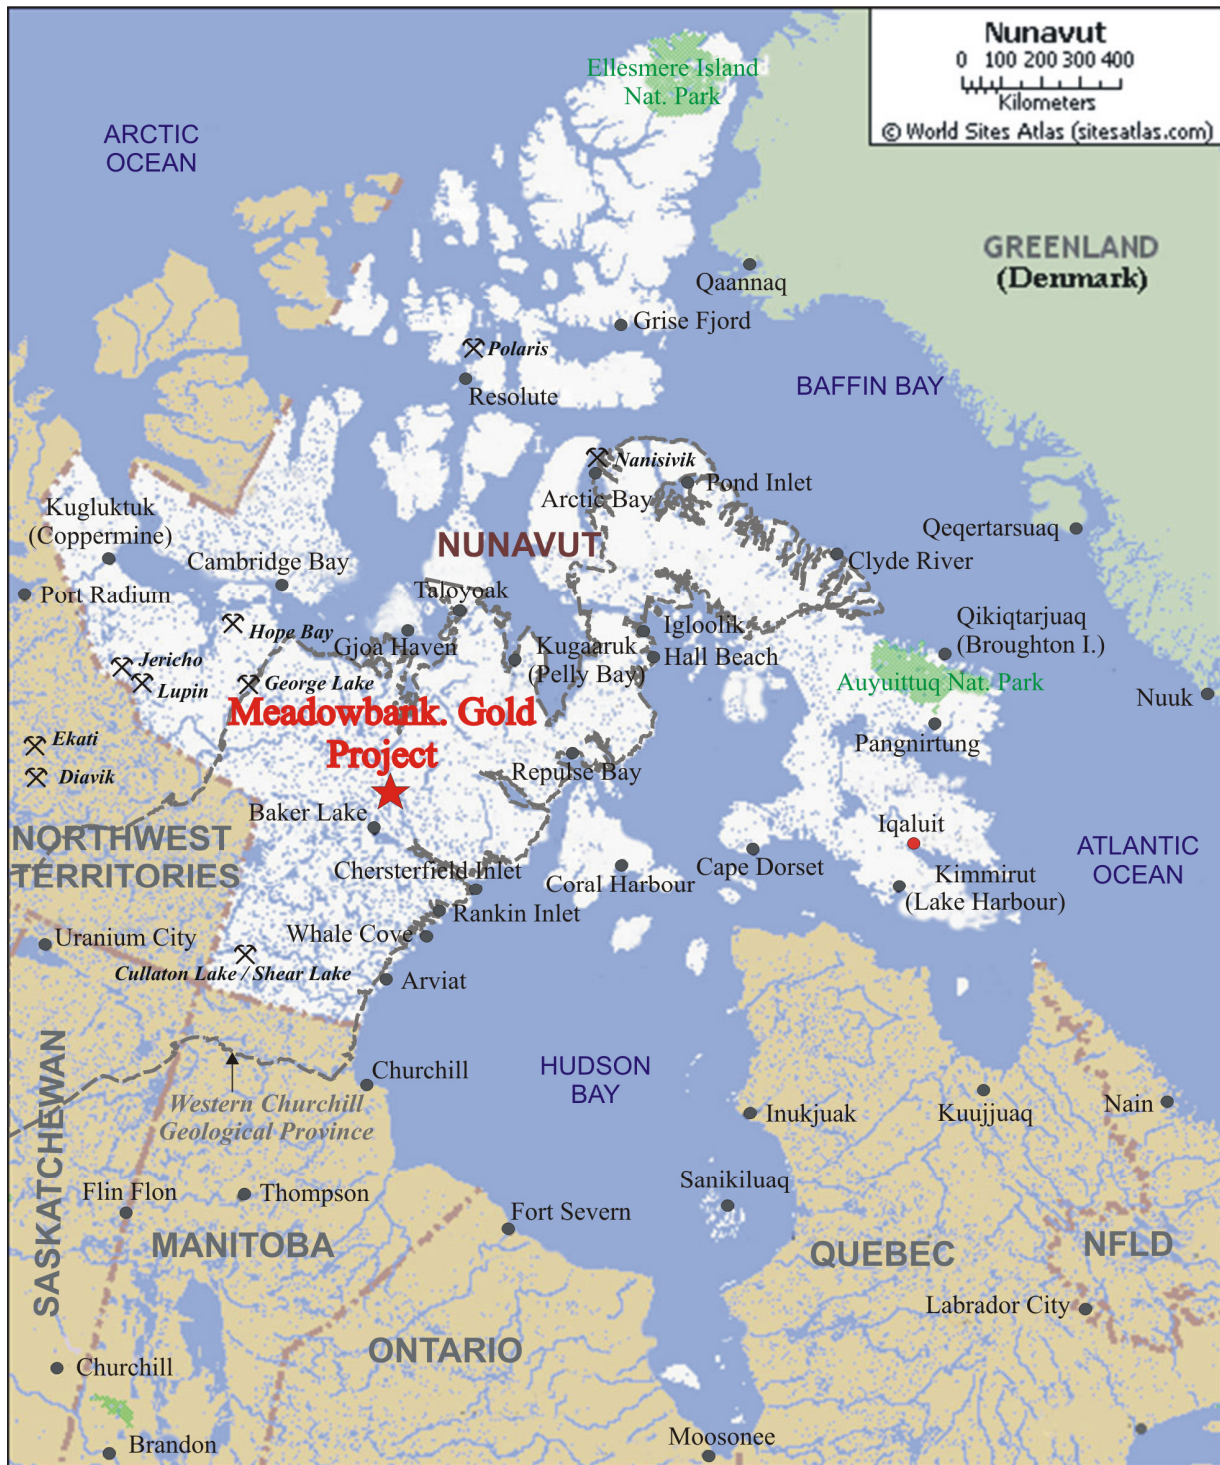 Nunavut
0 100 200 300 400
Kilometers
© World Sites Atlas (sitesatlas.com)
Ellesmere Island
Nat. Park
ARCTIC
OCEAN
GREENLAND
(Denmark)
Qaannaq
Grise Fjord
Polaris
Resolute
BAFFIN BAY
Nanisivik
Arctic Bay
Pond Inlet
Kugluktuk
(Coppermine)
Qeqertarsuaq
NUNAVUT
Cambridge Bay
Clyde River
Port Radium
Taloyoak
Hope Bay
Gjoa Haven
Igloolik
Qikiqtarjuaq
(Broughton I.)
Kugaaruk
(Pelly Bay)
Hall Beach
Jericho
Lupin
George Lake
Auyuittuq Nat. Park
Nuuk
Meadowbank. Gold
Project
Ekati
Diavik
Repulse Bay
Pangnirtung
Baker Lake
Iqaluit
NORTHWEST
TERRITORIES
ATLANTIC
OCEAN
Chersterfield Inlet
Coral Harbour
Cape Dorset
Kimmirut
(Lake Harbour)
Rankin Inlet
Whale Cove
Uranium City
Cullaton Lake / Shear Lake
Arviat
HUDSON
BAY
Churchill
SASKATCHEWAN
Western Churchill
Geological Province
Inukjuak
Kuujjuaq
Nain
Sanikiluaq
Flin Flon
Thompson
Fort Severn
MANITOBA
QUEBEC
NFLD
Labrador City
ONTARIO
Churchill
Brandon
Moosonee